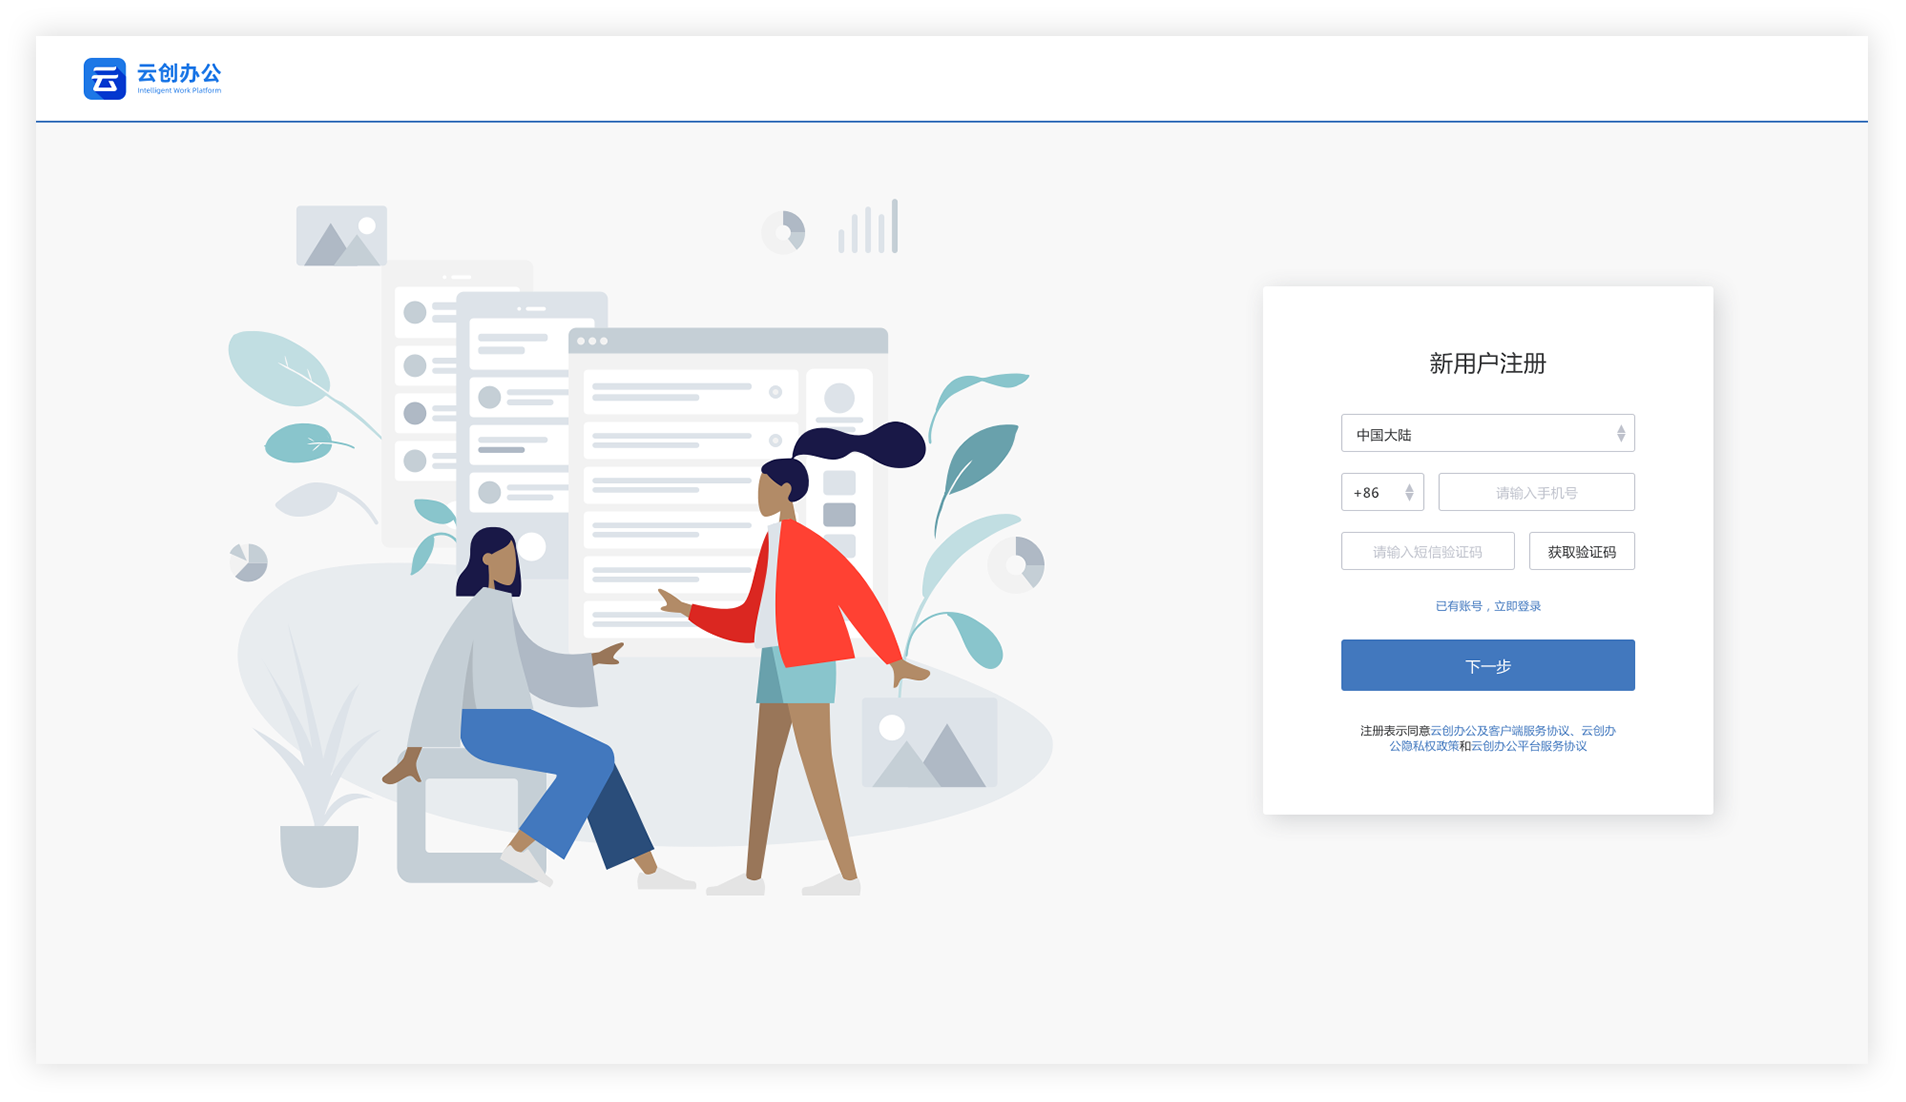 云创办公
Intelligent Work Platform
新用户注册
中国大陆
+86
请输入手机号
请输入短信验证码
获取验证码
已有账号，立即登录
下一步
注册表示同意云创办公及客户端服务协议、云创办
公隐私权政策和云创办公平台服务协议